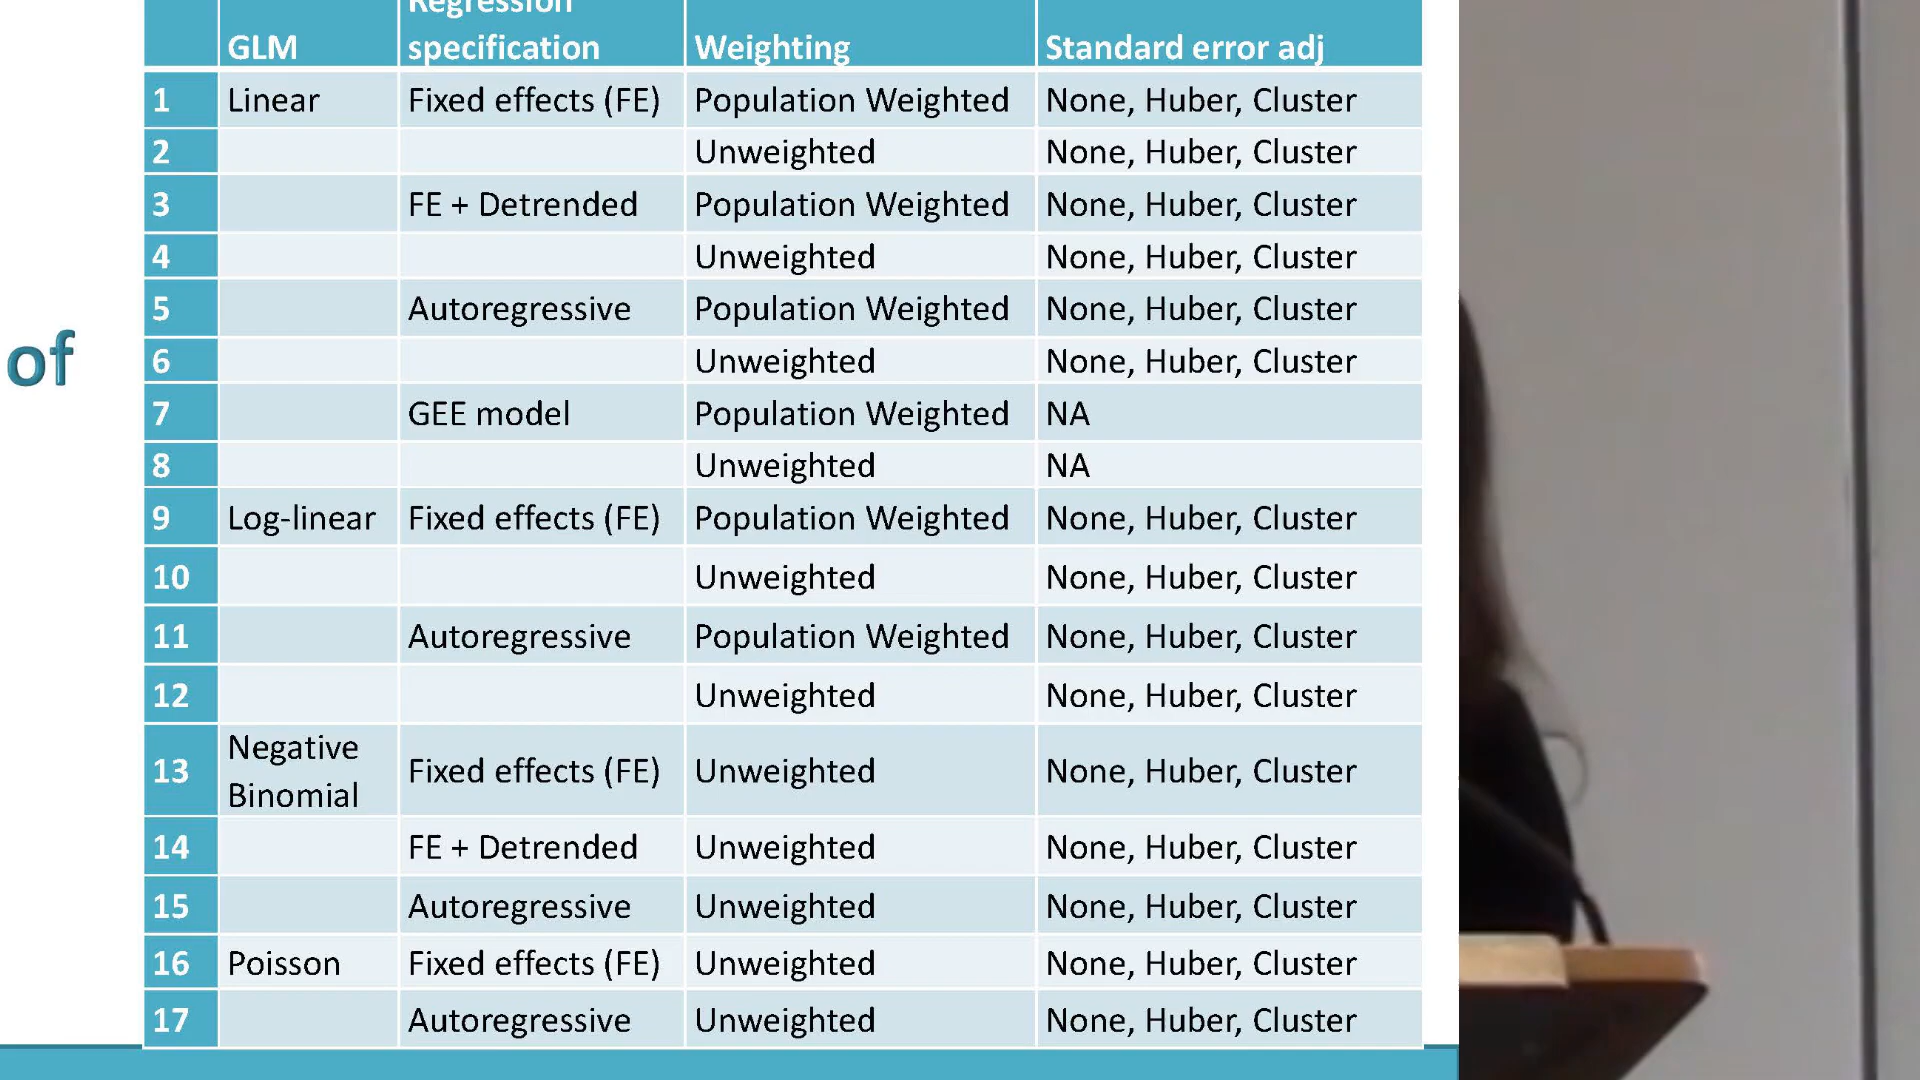 of
GLM Regression specification Weighting Standard error adj
1 Linear Fixed effects (FE) Population Weighted None, Huber, Cluster
2 Unweighted None, Huber, Cluster
3 FE + Detrended Population Weighted None, Huber, Cluster
4 Unweighted None, Huber, Cluster
5 Autoregressive Population Weighted None, Huber, Cluster
6 Unweighted None, Huber, Cluster
7 GEE model Population Weighted NA
8 Unweighted NA
9 Log-linear Fixed effects (FE) Population Weighted None, Huber, Cluster
10 Unweighted None, Huber, Cluster
11 Autoregressive Population Weighted None, Huber, Cluster
12 Unweighted None, Huber, Cluster
13 Negative Binomial Fixed effects (FE) Unweighted None, Huber, Cluster
14 FE + Detrended Unweighted None, Huber, Cluster
15 Autoregressive Unweighted None, Huber, Cluster
16 Poisson Fixed effects (FE) Unweighted None, Huber, Cluster
17 Autoregressive Unweighted None, Huber, Cluster